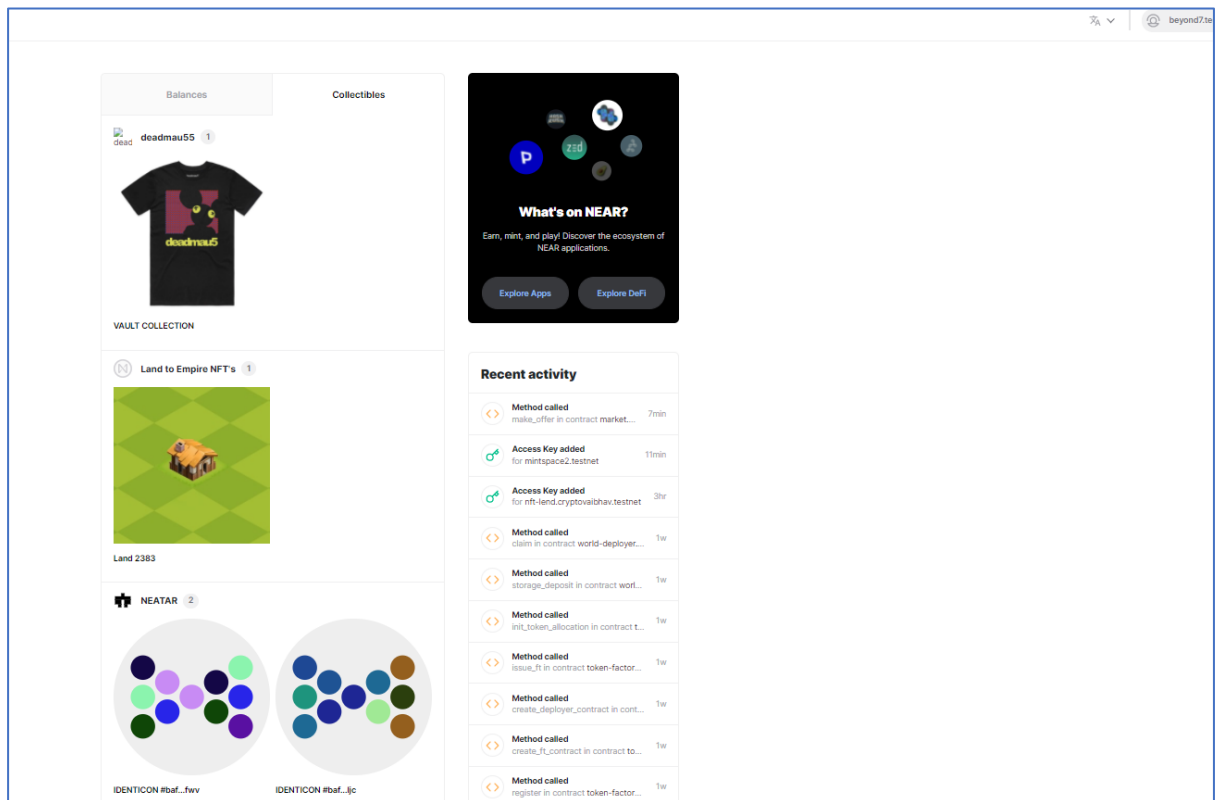 beyond7.te
Balances
Collectibles
dead
deadmau55 1
deadmau5
VAULT COLLECTION
Land to Empire NFT's 1
Land 2383
NEATAR 2
IDENTICON #baf...fwv
IDENTICON #baf...ljc
zed
What's on NEAR?
Earn, mint, and play! Discover the ecosystem of
NEAR applications.
Explore Apps
Explore DeFi
Recent activity
Method called
make_offer in contract market....
7min
Access Key added
for mintspace2.testnet
11min
Access Key added
for nft-lend.cryptovaibhav.testnet
3hr
Method called
claim in contract world-deployer....
1w
Method called
storage_deposit in contract worl...
1w
Method called
init_token_allocation in contract t...
1w
Method called
issue_ft in contract token-factor...
1w
Method called
create_deployer_contract in cont...
1w
Method called
create_ft_contract in contract to...
1w
Method called
register in contract token-factor...
1w